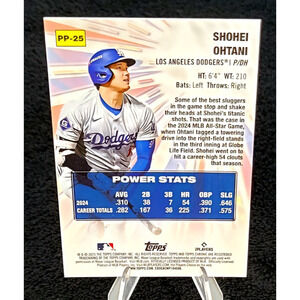 PP-25
SHOHEI
OHTANI
LOS ANGELES DODGERS® | P/DH
HT: 6'4" WT: 210
Bats: Left Throws: Right
Some of the best sluggers
in the game stop and
shake their heads at Shohei's titanic
shots. That was the case in
the 2024 MLB All-Star Game,
when Ohtani tagged a towering
drive into the right-field stands
in the third inning at Globe
Life Field. Shohei went on to
hit a career-high 54 clouts
that season.
Dodgers
POWER STATS
AVG 2B 3B HR OBP SLG
2024 .310 38 7 54 .390 .646
CAREER TOTALS .282 167 36 225 .371 .575
Topps
PLAYERS